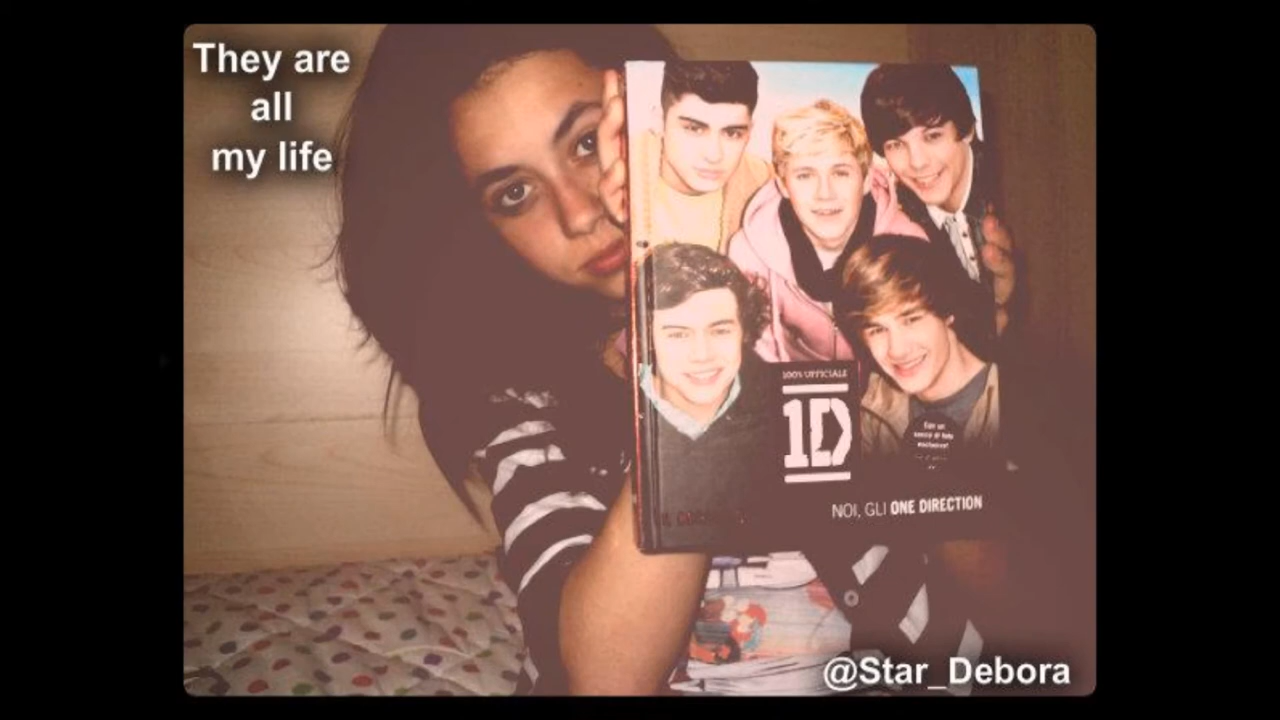 They are
all
my life
100% UFFICIALE
1D
NOI, GLI ONE DIRECTION
@Star_Debora